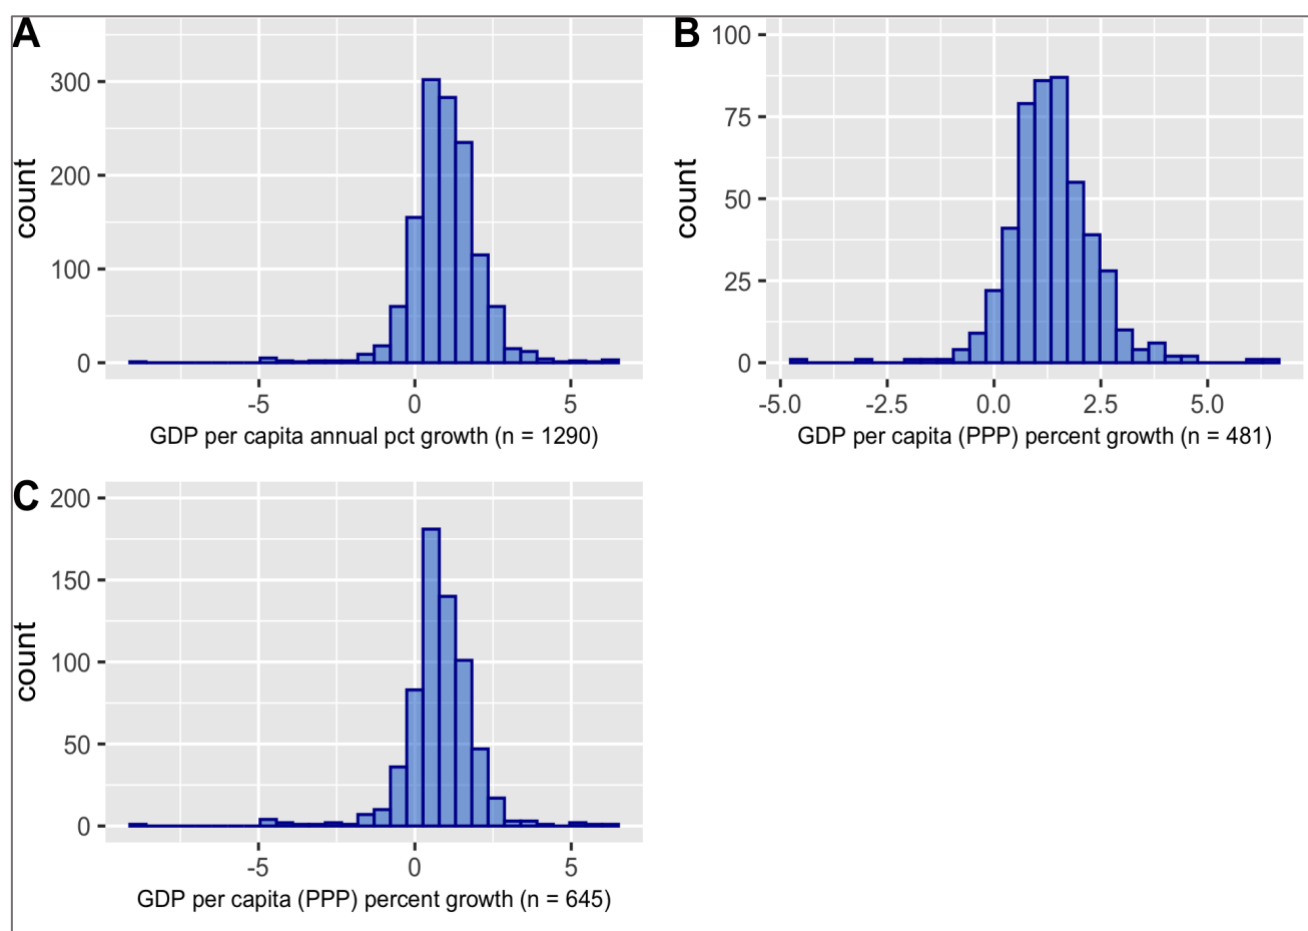 A
count
300
200
100
0
-5 0 5
GDP per capita annual pct growth (n = 1290)
B
count
100
75
50
25
0
-5.0 -2.5 0.0 2.5 5.0
GDP per capita (PPP) percent growth (n = 481)
C
count
200
150
100
50
0
-5 0 5
GDP per capita (PPP) percent growth (n = 645)